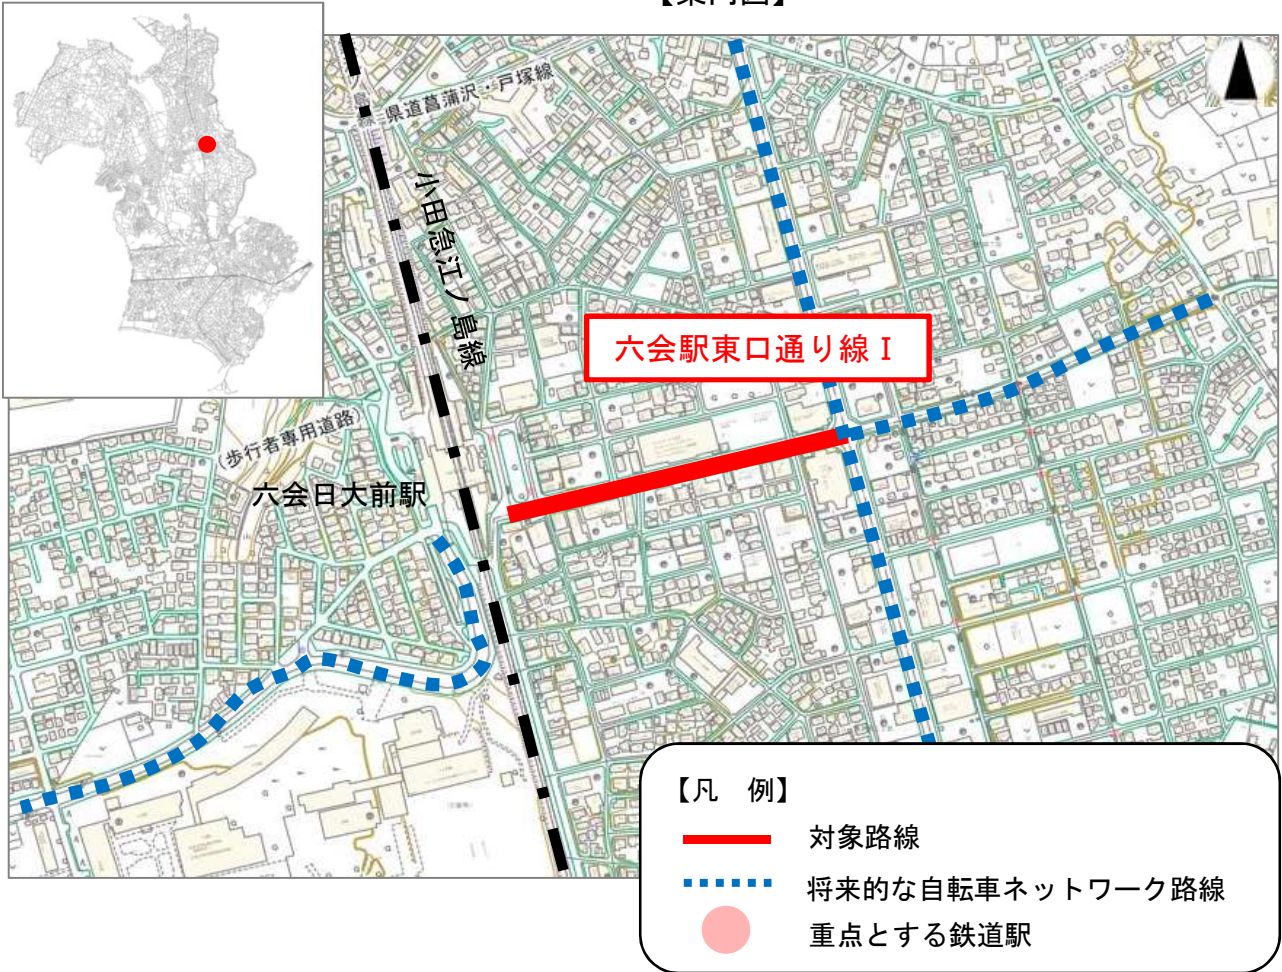 【案内図】
県道菖蒲沢・戸塚線
小田急江ノ島線
六会駅東口通り線Ⅰ
(歩行者専用道路)
六会日大前駅
【凡　例】
対象路線
将来的な自転車ネットワーク路線
重点とする鉄道駅